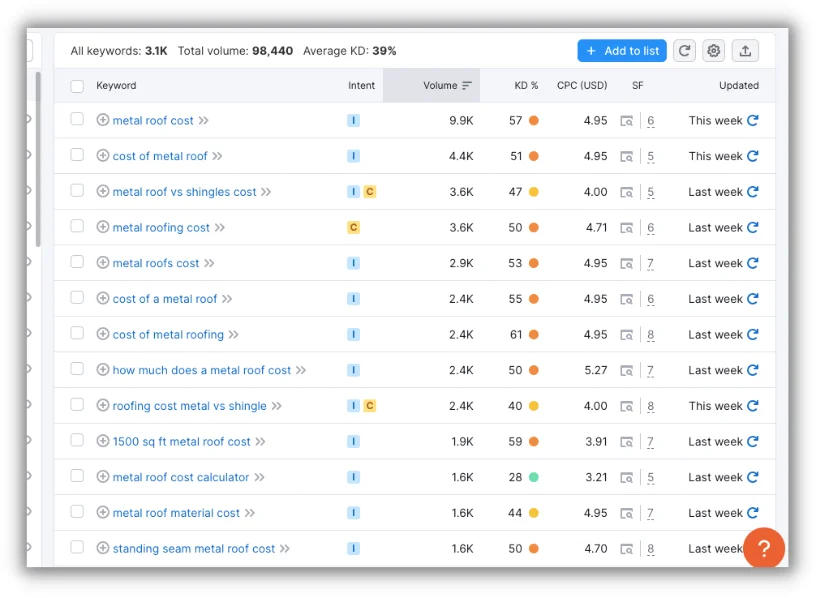 All keywords: 3.1K Total volume: 98,440 Average KD: 39% + Add to list
Keyword Intent Volume KD % CPC (USD) SF Updated
metal roof cost I 9.9K 57 4.95 6 This week
cost of metal roof I 4.4K 51 4.95 5 This week
metal roof vs shingles cost I C 3.6K 47 4.00 5 Last week
metal roofing cost C 3.6K 50 4.71 6 Last week
metal roofs cost I 2.9K 53 4.95 7 Last week
cost of a metal roof I 2.4K 55 4.95 6 Last week
cost of metal roofing I 2.4K 61 4.95 8 Last week
how much does a metal roof cost I 2.4K 50 5.27 7 Last week
roofing cost metal vs shingle I C 2.4K 40 4.00 8 This week
1500 sq ft metal roof cost I 1.9K 59 3.91 7 Last week
metal roof cost calculator I 1.6K 28 3.21 5 Last week
metal roof material cost I 1.6K 44 4.95 7 Last week
standing seam metal roof cost I 1.6K 50 4.70 8 Last week
?